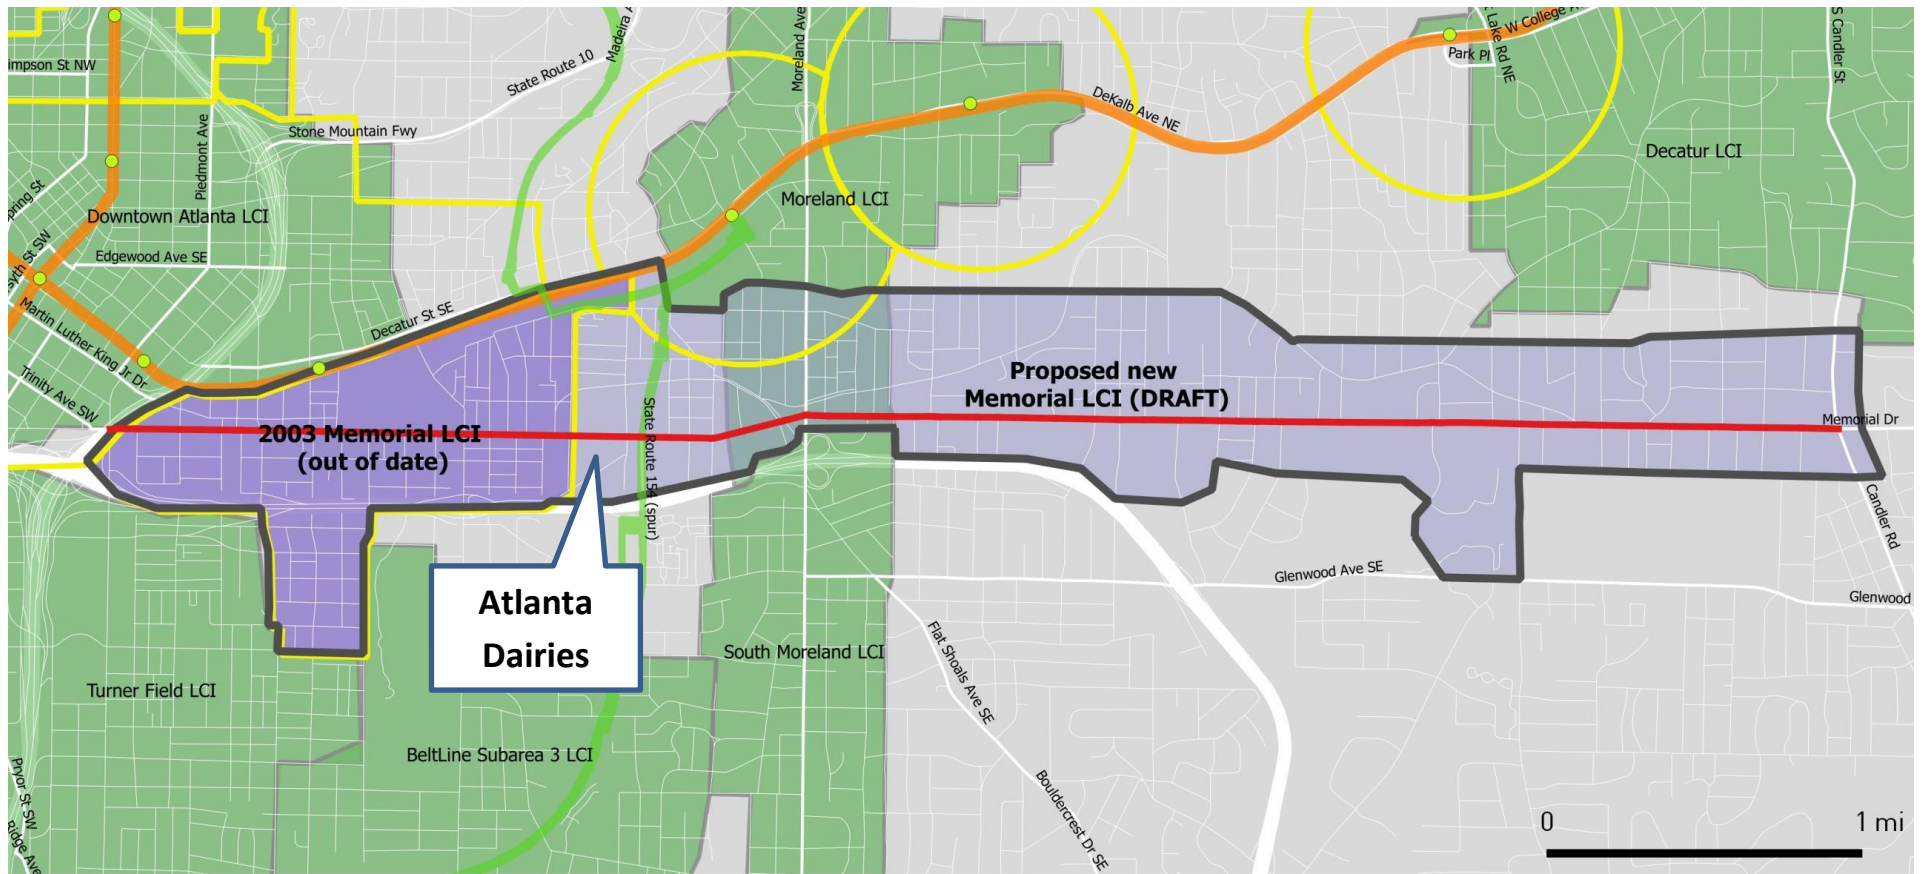 impson St NW
Piedmont Ave
Stone Mountain Fwy
State Route 10
Madeira A
Moreland Ave
DeKalb Ave NE
W College A
Park Pl
Lake Rd NE
S Candler St
Decatur LCI
pring St
Downtown Atlanta LCI
Edgewood Ave SE
syth St SW
Martin Luther King Jr Dr
Trinity Ave SW
Decatur St SE
Moreland LCI
2003 Memorial LCI
(out of date)
State Route 154 (spur)
Proposed new
Memorial LCI (DRAFT)
Memorial Dr
Candler Rd
Glenwood Ave SE
Glenwood
Atlanta
Dairies
South Moreland LCI
Flat Shoals Ave SE
Bouldercrest Dr SE
Turner Field LCI
BeltLine Subarea 3 LCI
Pryor St SW
Ridge Ave
0
1 mi